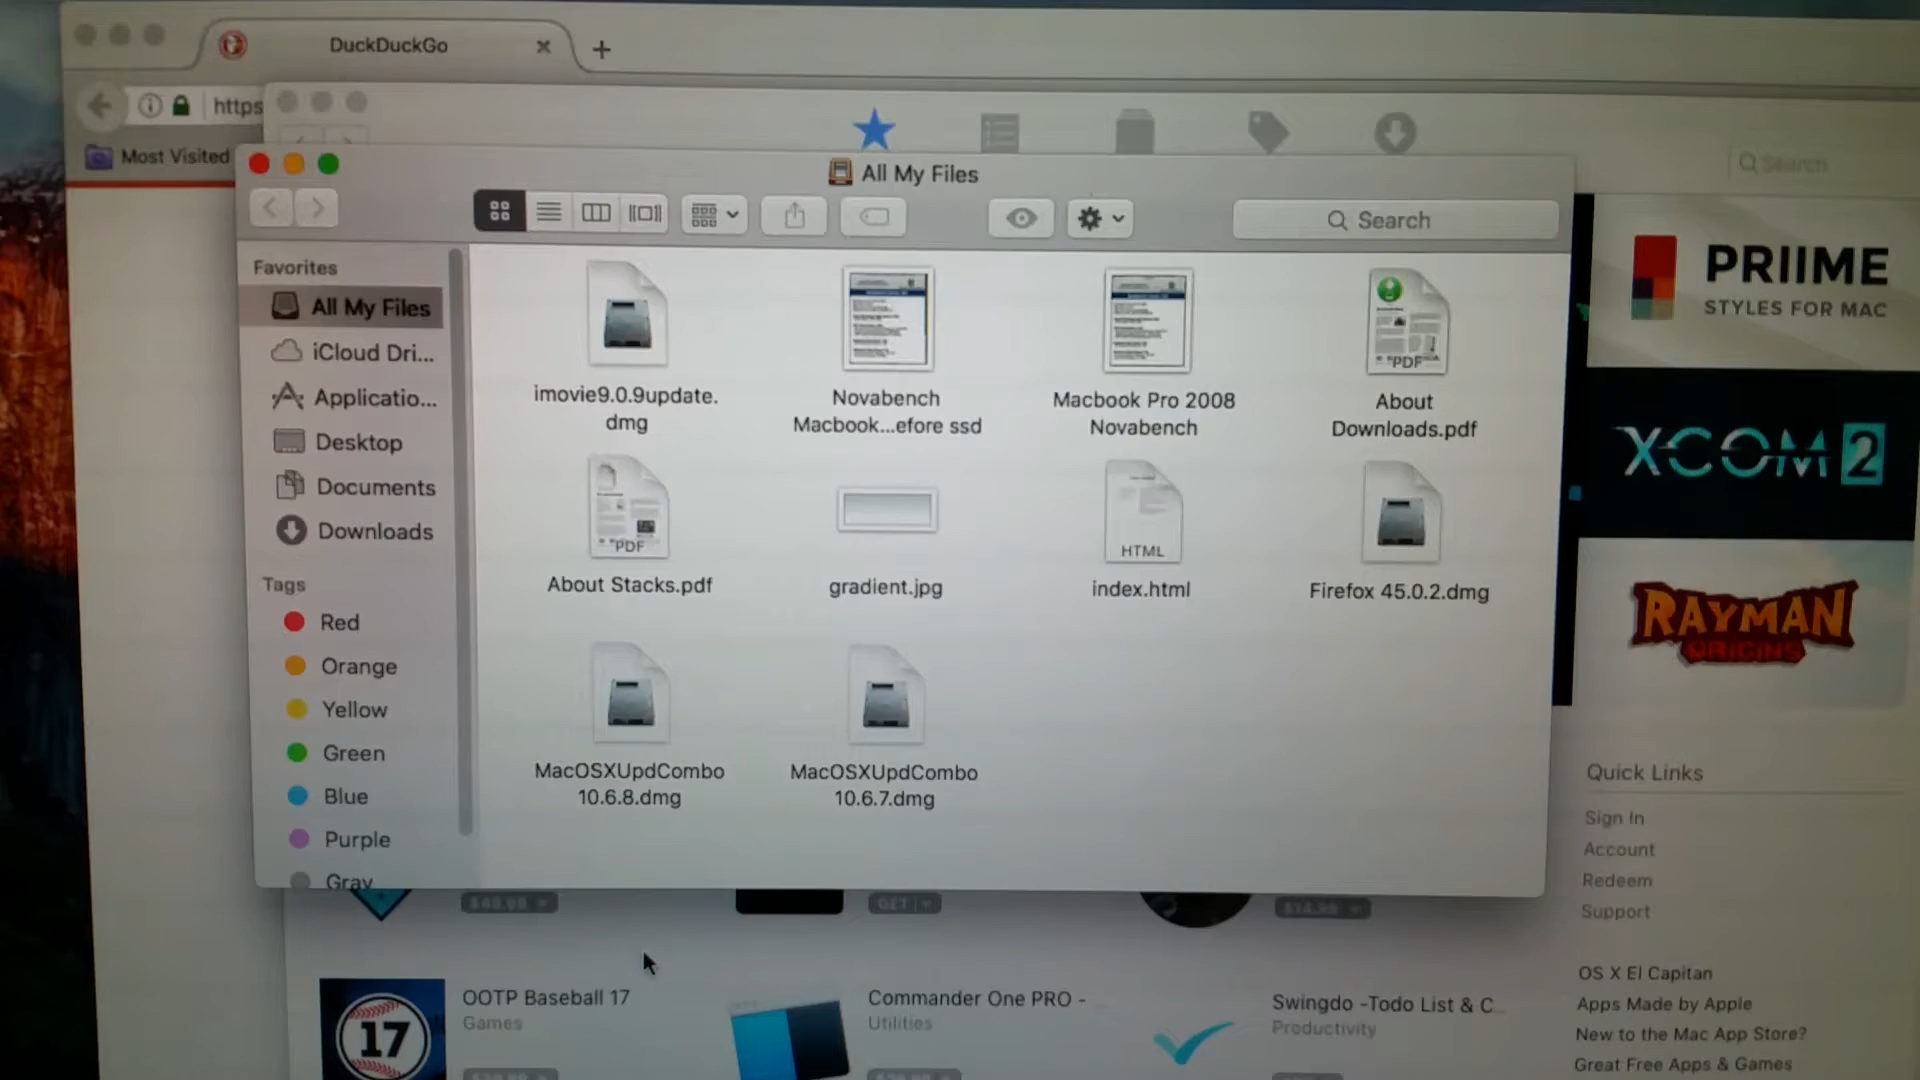 DuckDuckGo
https
Most Visited
Search
All My Files
Search
Favorites
All My Files
iCloud Dri...
Applicatio...
Desktop
Documents
Downloads
Tags
Red
Orange
Yellow
Green
Blue
Purple
Gray
imovie9.0.9update.
dmg
Novabench
Macbook...efore ssd
Macbook Pro 2008
Novabench
PDF
About
Downloads.pdf
PDF
About Stacks.pdf
gradient.jpg
HTML
index.html
Firefox 45.0.2.dmg
MacOSXUpdCombo
10.6.8.dmg
MacOSXUpdCombo
10.6.7.dmg
PRIIME
STYLES FOR MAC
XCOM 2
RAYMAN
ORIGINS
Quick Links
Sign In
Account
Redeem
Support
OS X El Capitan
Apps Made by Apple
New to the Mac App Store?
Great Free Apps & Games
GET
17
OOTP Baseball 17
Games
Commander One PRO -
Utilities
Swingdo -Todo List & C...
Productivity